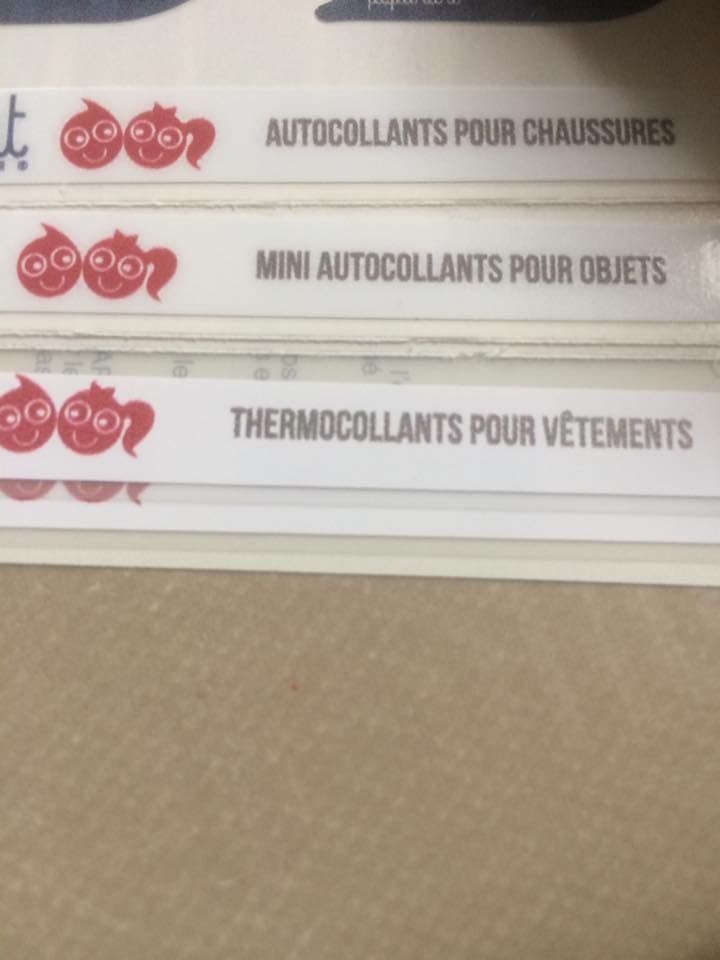 AUTOCOLLANTS POUR CHAUSSURES
MINI AUTOCOLLANTS POUR OBJETS
THERMOCOLLANTS POUR VÊTEMENTS